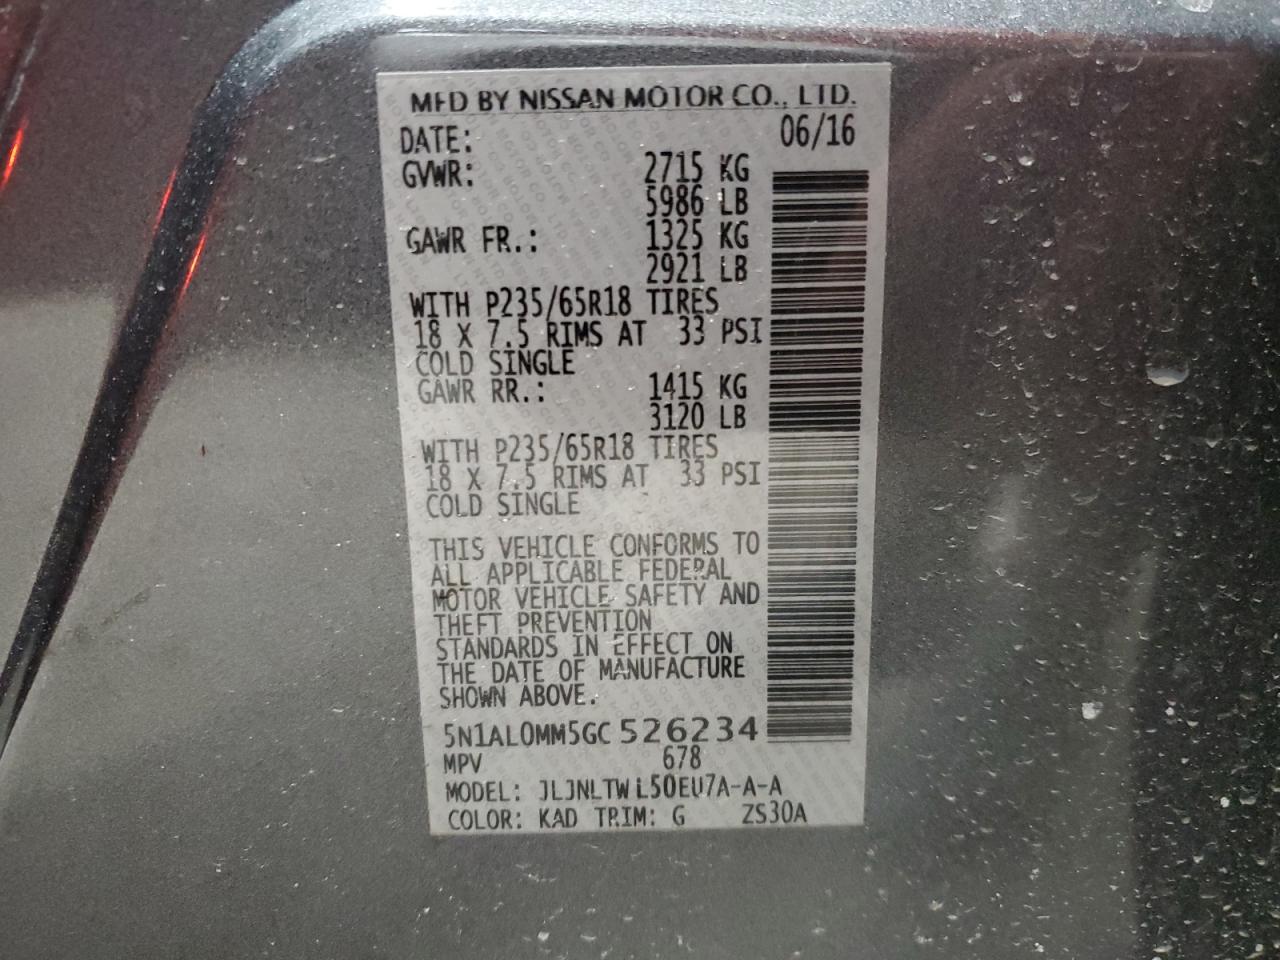 MFD BY NISSAN MOTOR CO., LTD.
DATE: 06/16
GVWR: 2715 KG
5986 LB
GAWR FR.: 1325 KG
2921 LB
WITH P235/65R18 TIRES
18 X 7.5 RIMS AT 33 PSI
COLD SINGLE
GAWR RR.: 1415 KG
3120 LB
WITH P235/65R18 TIRES
18 X 7.5 RIMS AT 33 PSI
COLD SINGLE
THIS VEHICLE CONFORMS TO
ALL APPLICABLE FEDERAL
MOTOR VEHICLE SAFETY AND
THEFT PREVENTION
STANDARDS IN EFFECT ON
THE DATE OF MANUFACTURE
SHOWN ABOVE.
5N1AL0MM5GC 526234
MPV 678
MODEL: JLJNLTWL50EU7A-A-A
COLOR: KAD TRIM: G ZS30A